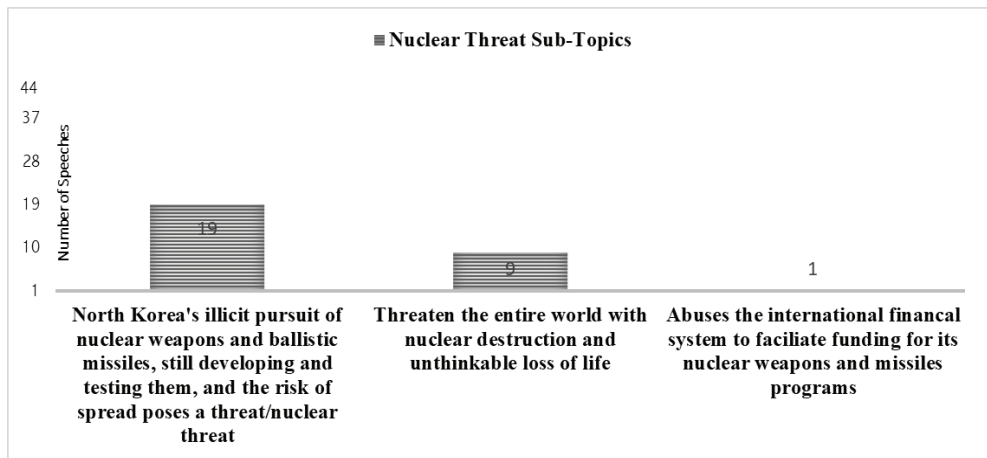 Nuclear Threat Sub-Topics
Number of Speeches
44
37
28
19
10
1
19
9
1
North Korea's illicit pursuit of
nuclear weapons and ballistic
missiles, still developing and
testing them, and the risk of
spread poses a threat/nuclear
threat
Threaten the entire world with
nuclear destruction and
unthinkable loss of life
Abuses the international financal
system to faciliate funding for its
nuclear weapons and missiles
programs